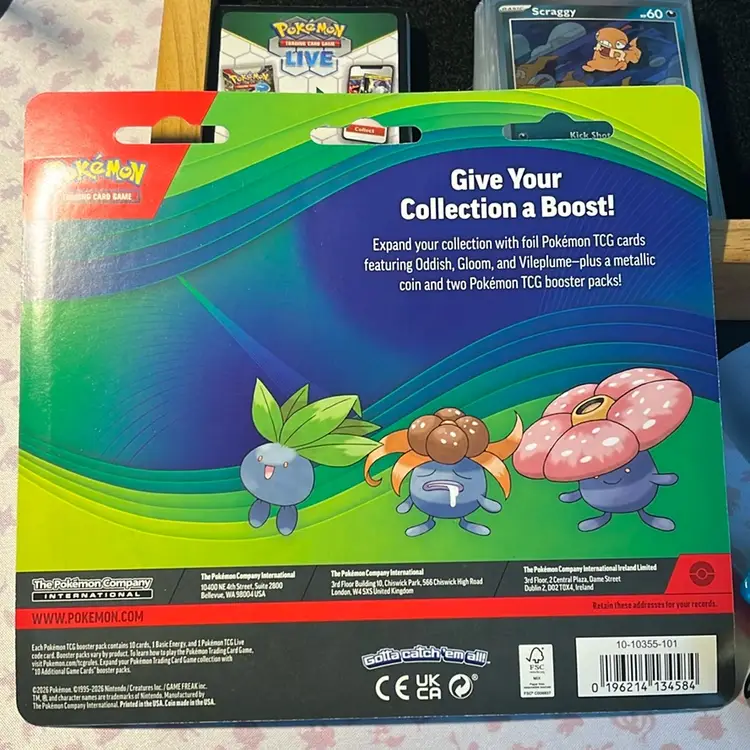 POKÉMON
TRADING CARD GAME
LIVE
BASIC Scraggy HP60
Collect
Kick Shot
POKÉMON
TRADING CARD GAME
Give Your
Collection a Boost!
Expand your collection with foil Pokémon TCG cards
featuring Oddish, Gloom, and Vileplume–plus a metallic
coin and two Pokémon TCG booster packs!
The Pokémon Company
INTERNATIONAL
The Pokémon Company International
10400 NE 4th Street, Suite 2800
Bellevue, WA 98004 USA
The Pokémon Company International
3rd Floor Building 10, Chiswick Park, 566 Chiswick High Road
London, W4 5XS United Kingdom
The Pokémon Company International Ireland Limited
3rd Floor, 2 Central Plaza, Dame Street
Dublin 2, D02 T0X4, Ireland
WWW.POKEMON.COM
Retain these addresses for your records.
Each Pokémon TCG booster pack contains 10 cards, 1 Basic Energy, and 1 Pokémon TCG Live
code card. Booster packs vary by product. To learn how to play the Pokémon Trading Card Game,
visit Pokemon.com/tcgrules. Expand your Pokémon Trading Card Game collection with
"10 Additional Game Cards" boosters.
©2026 Pokémon. ©1995–2026 Nintendo / Creatures Inc. / GAME FREAK inc.
TM, ®, and character names are trademarks of Nintendo. Manufactured by
The Pokémon Company International. Printed in the USA. Coin made in the USA.
Gotta catch 'em all!
CE UK
CA
FSC
www.fsc.org
MIX
10-10355-101
0 196214 134584